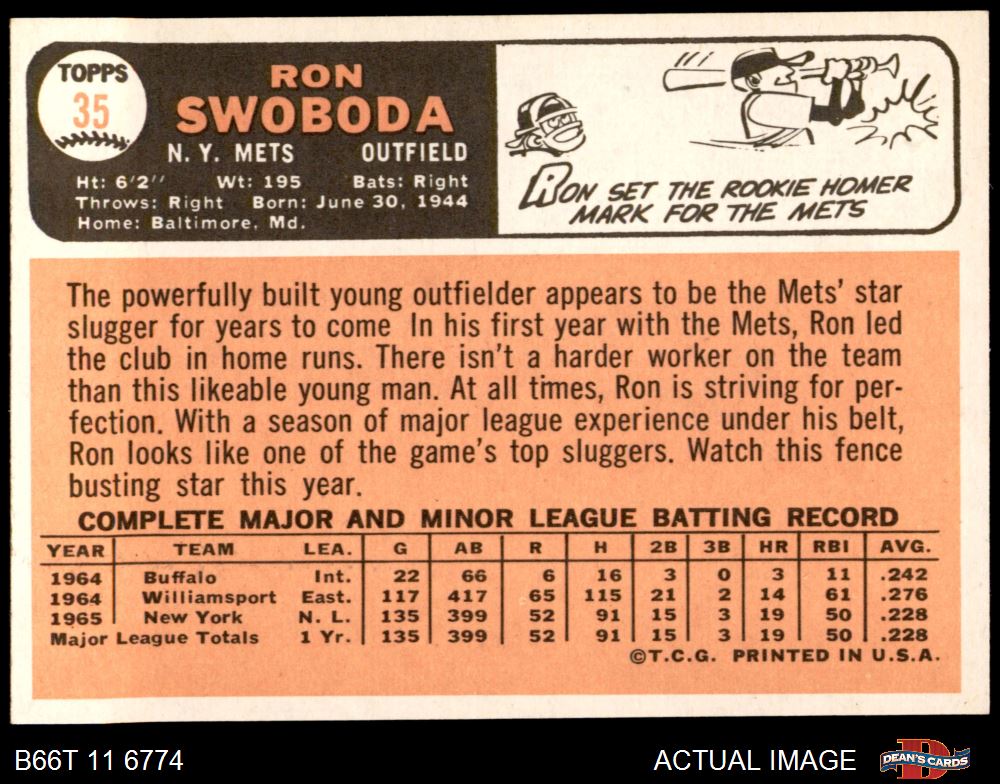 TOPPS
35
RON
SWOBODA
N. Y. METS OUTFIELD
Ht: 6'2'' Wt: 195 Bats: Right
Throws: Right Born: June 30, 1944
Home: Baltimore, Md.
RON SET THE ROOKIE HOMER
MARK FOR THE METS
The powerfully built young outfielder appears to be the Mets' star
slugger for years to come In his first year with the Mets, Ron led
the club in home runs. There isn't a harder worker on the team
than this likeable young man. At all times, Ron is striving for per-
fection. With a season of major league experience under his belt,
Ron looks like one of the game's top sluggers. Watch this fence
busting star this year.
COMPLETE MAJOR AND MINOR LEAGUE BATTING RECORD
YEAR TEAM LEA. G AB R H 2B 3B HR RBI AVG.
1964 Buffalo Int. 22 66 6 16 3 0 3 11 .242
1964 Williamsport East. 117 417 65 115 21 2 14 61 .276
1965 New York N. L. 135 399 52 91 15 3 19 50 .228
Major League Totals 1 Yr. 135 399 52 91 15 3 19 50 .228
©T.C.G. PRINTED IN U.S.A.
B66T 11 6774 ACTUAL IMAGE
D
DEAN'S CARDS